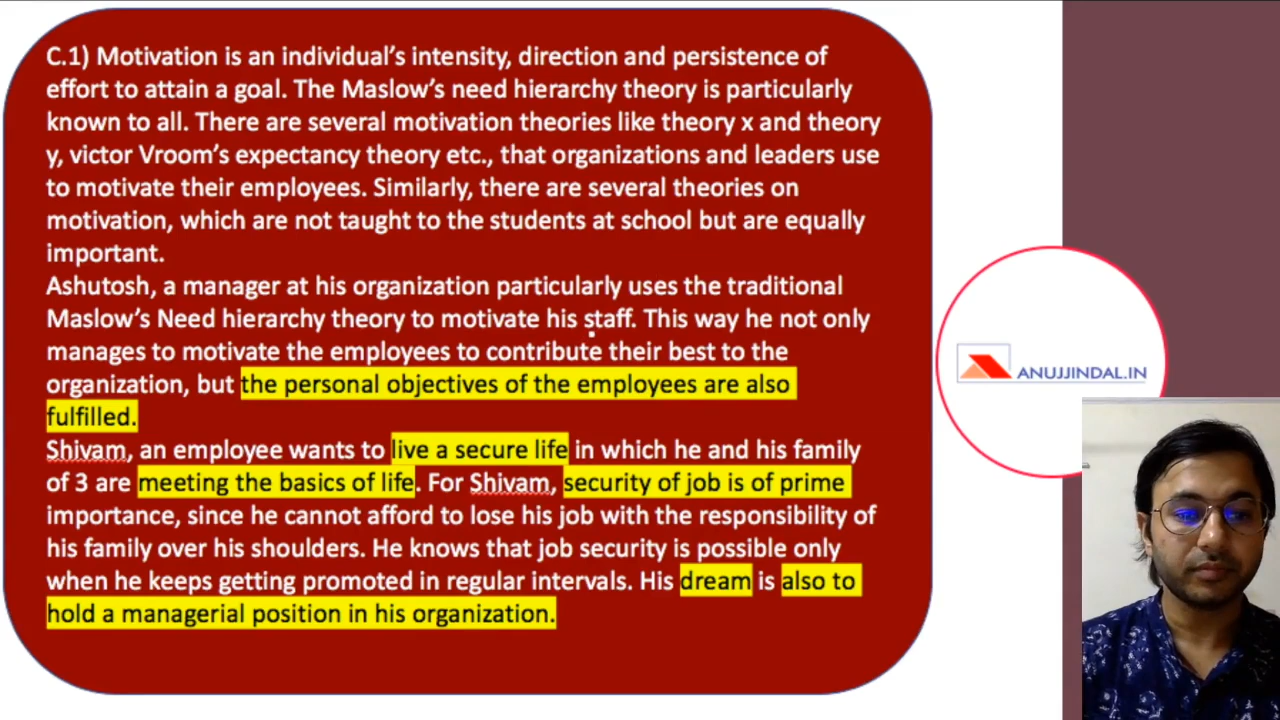 C.1) Motivation is an individual's intensity, direction and persistence of
effort to attain a goal. The Maslow's need hierarchy theory is particularly
known to all. There are several motivation theories like theory x and theory
y, victor Vroom's expectancy theory etc., that organizations and leaders use
to motivate their employees. Similarly, there are several theories on
motivation, which are not taught to the students at school but are equally
important.
Ashutosh, a manager at his organization particularly uses the traditional
Maslow's Need hierarchy theory to motivate his staff. This way he not only
manages to motivate the employees to contribute their best to the
organization, but the personal objectives of the employees are also
fulfilled.
Shivam, an employee wants to live a secure life in which he and his family
of 3 are meeting the basics of life. For Shivam, security of job is of prime
importance, since he cannot afford to lose his job with the responsibility of
his family over his shoulders. He knows that job security is possible only
when he keeps getting promoted in regular intervals. His dream is also to
hold a managerial position in his organization.
ANUJJINDAL.IN